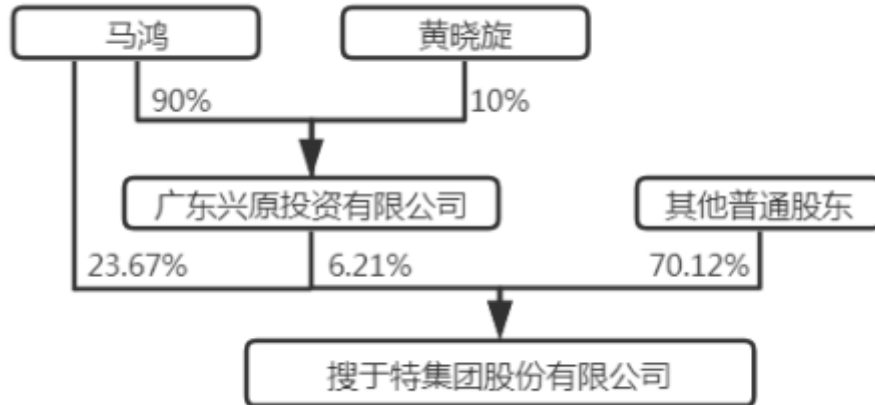 马鸿
黄晓旋
90%
10%
广东兴原投资有限公司
其他普通股东
23.67%
6.21%
70.12%
搜于特集团股份有限公司